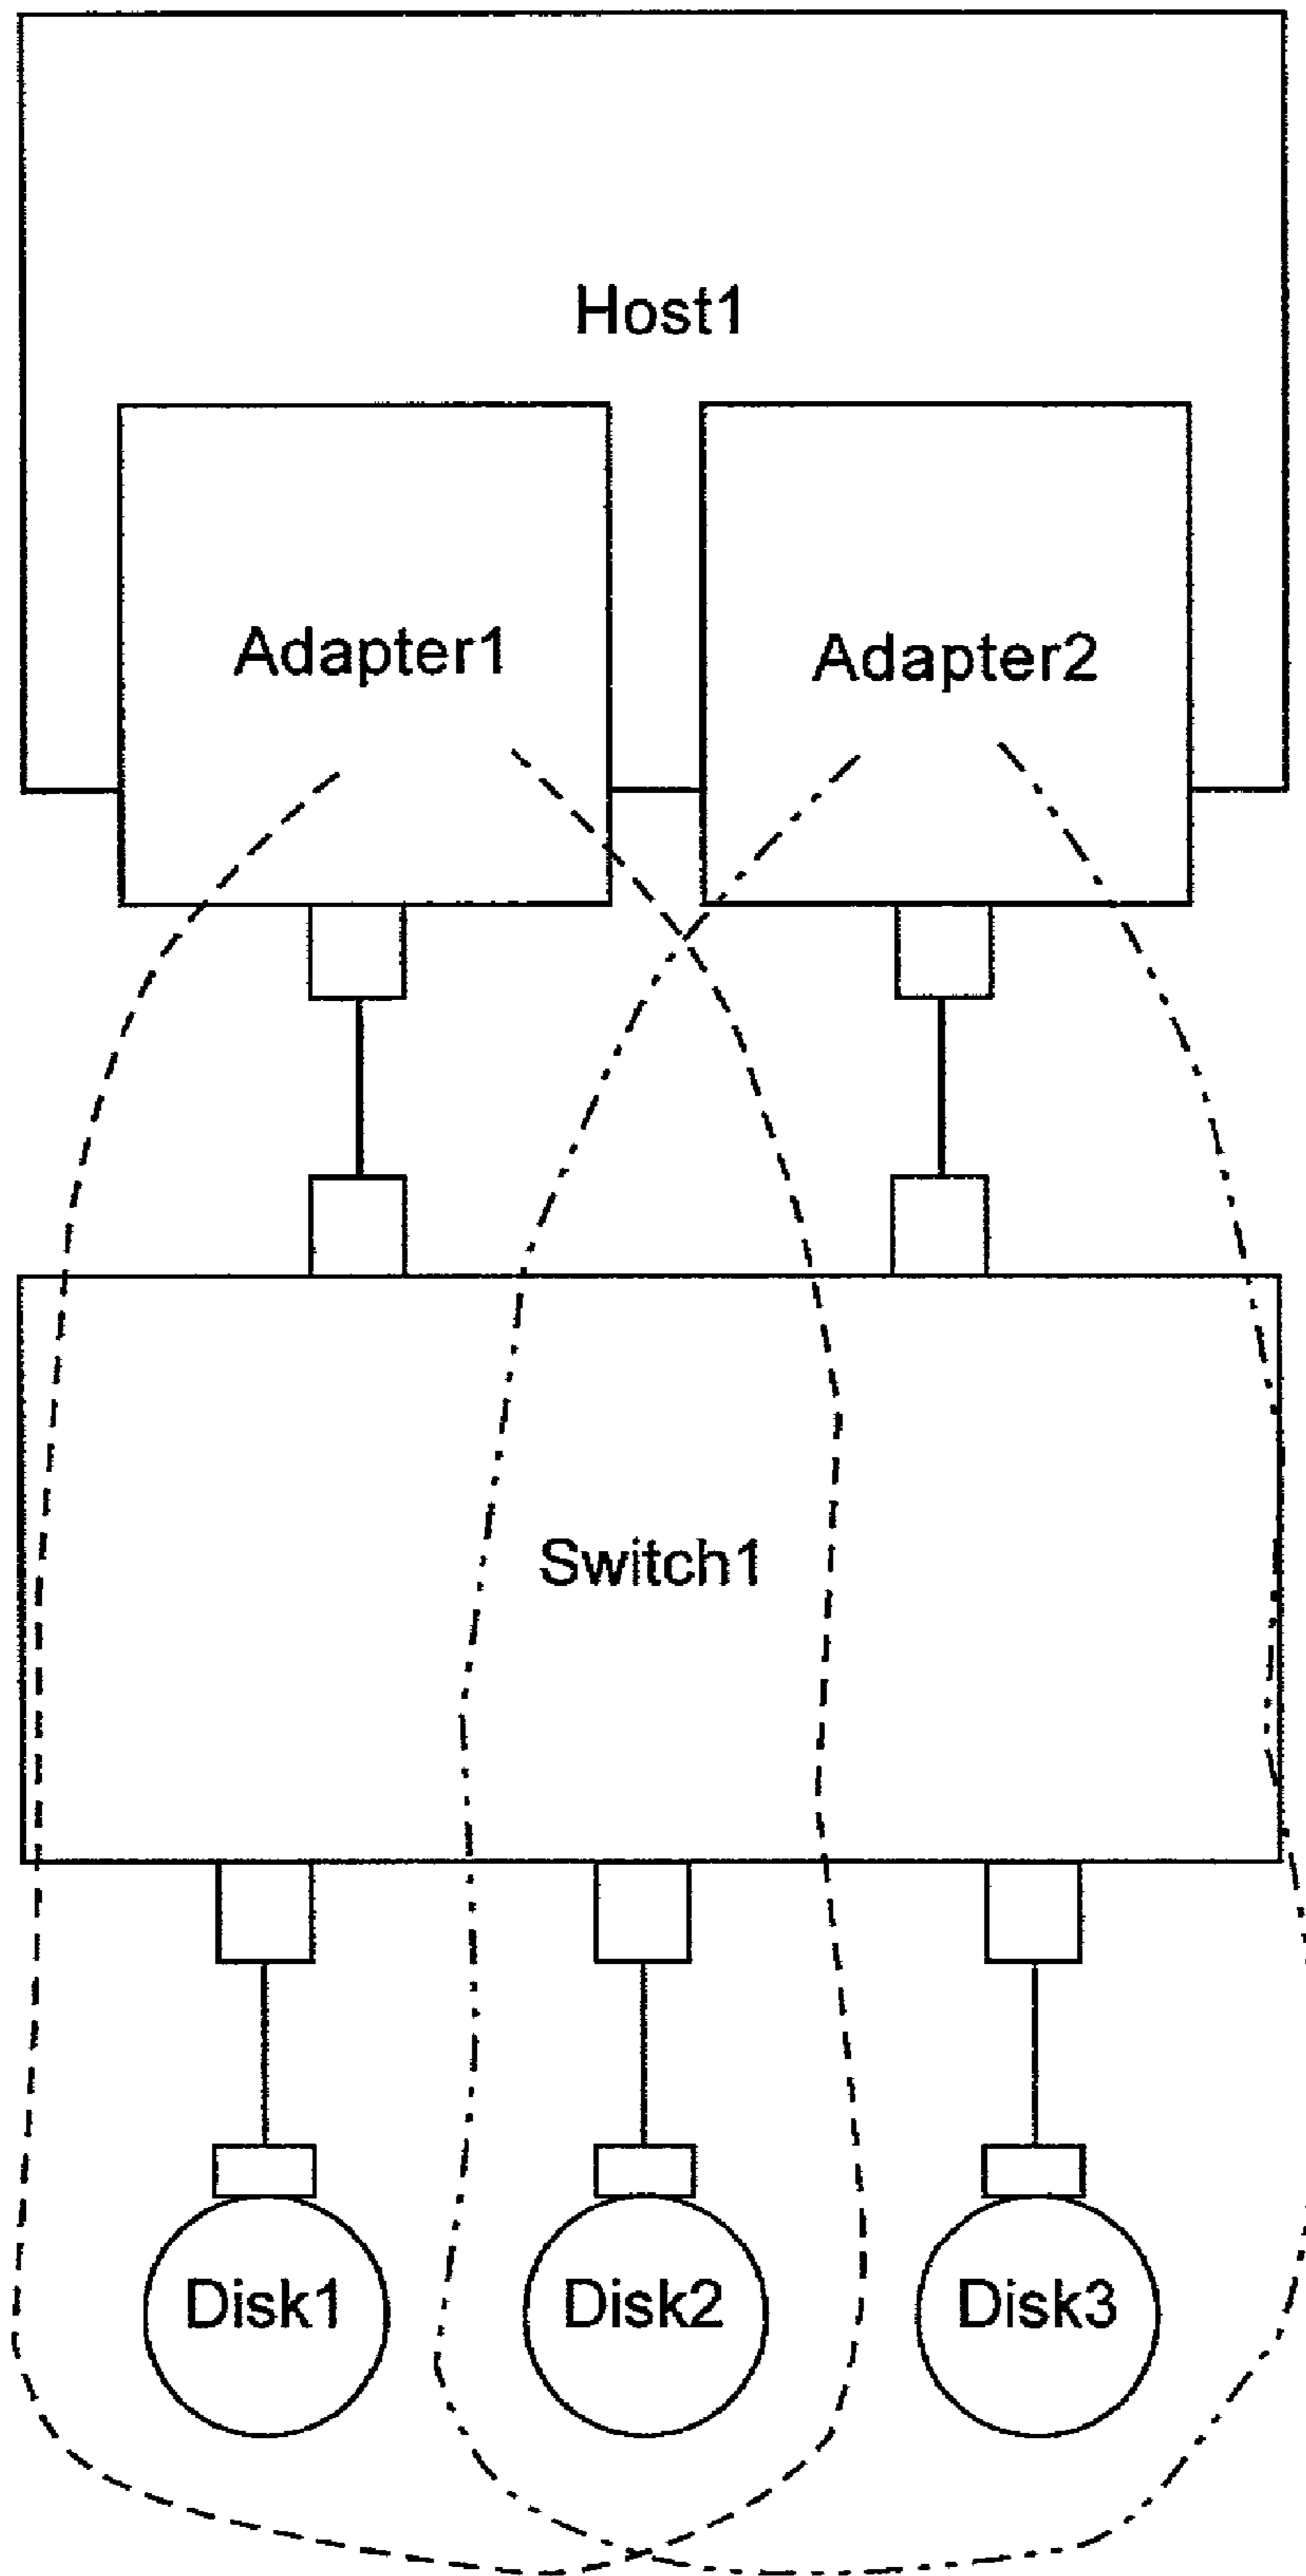 Host1
Adapter1
Adapter2
Switch1
Disk1
Disk2
Disk3